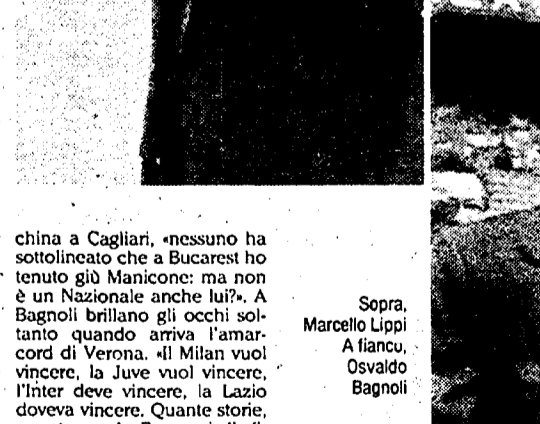 china a Cagliari, «nessuno ha
sottolineato che a Bucarest ho
tenuto giù Manicone: ma non
è un Nazionale anche lui?». A
Bagnoli brillano gli occhi sol-
tanto quando arriva l'amar-
cord di Verona. «Il Milan vuol
vincere, la Juve vuol vincere,
l'Inter deve vincere, la Lazio
doveva vincere. Quante storie,
Sopra,
Marcello Lippi
A fianco,
Osvaldo
Bagnoli